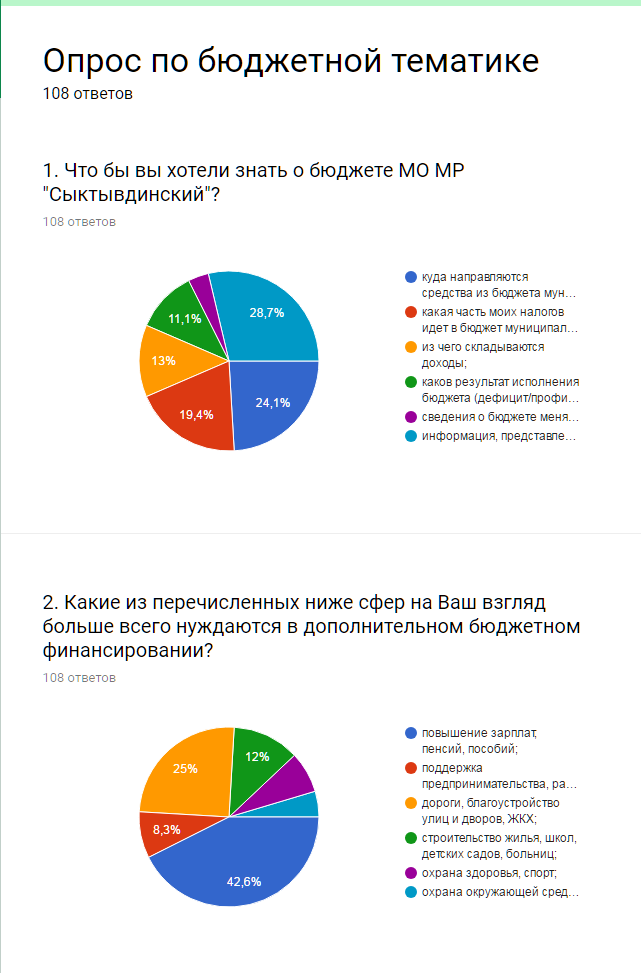 Опрос по бюджетной тематике
108 ответов
1. Что бы вы хотели знать о бюджете МО МР
"Сыктывдинский"?
108 ответов
28,7%
11,1%
13%
19,4%
24,1%
куда направляются
средства из бюджета мун…
какая часть моих налогов
идет в бюджет муниципал…
из чего складываются
доходы;
каков результат исполнения
бюджета (дефицит/профи…
сведения о бюджете меня…
информация, представле…
2. Какие из перечисленных ниже сфер на Ваш взгляд
больше всего нуждаются в дополнительном бюджетном
финансировании?
108 ответов
12%
25%
8,3%
42,6%
повышение зарплат,
пенсий, пособий;
поддержка
предпринимательства, ра…
дороги, благоустройство
улиц и дворов, ЖКХ;
строительство жилья, школ,
детских садов, больниц;
охрана здоровья, спорт;
охрана окружающей сред…